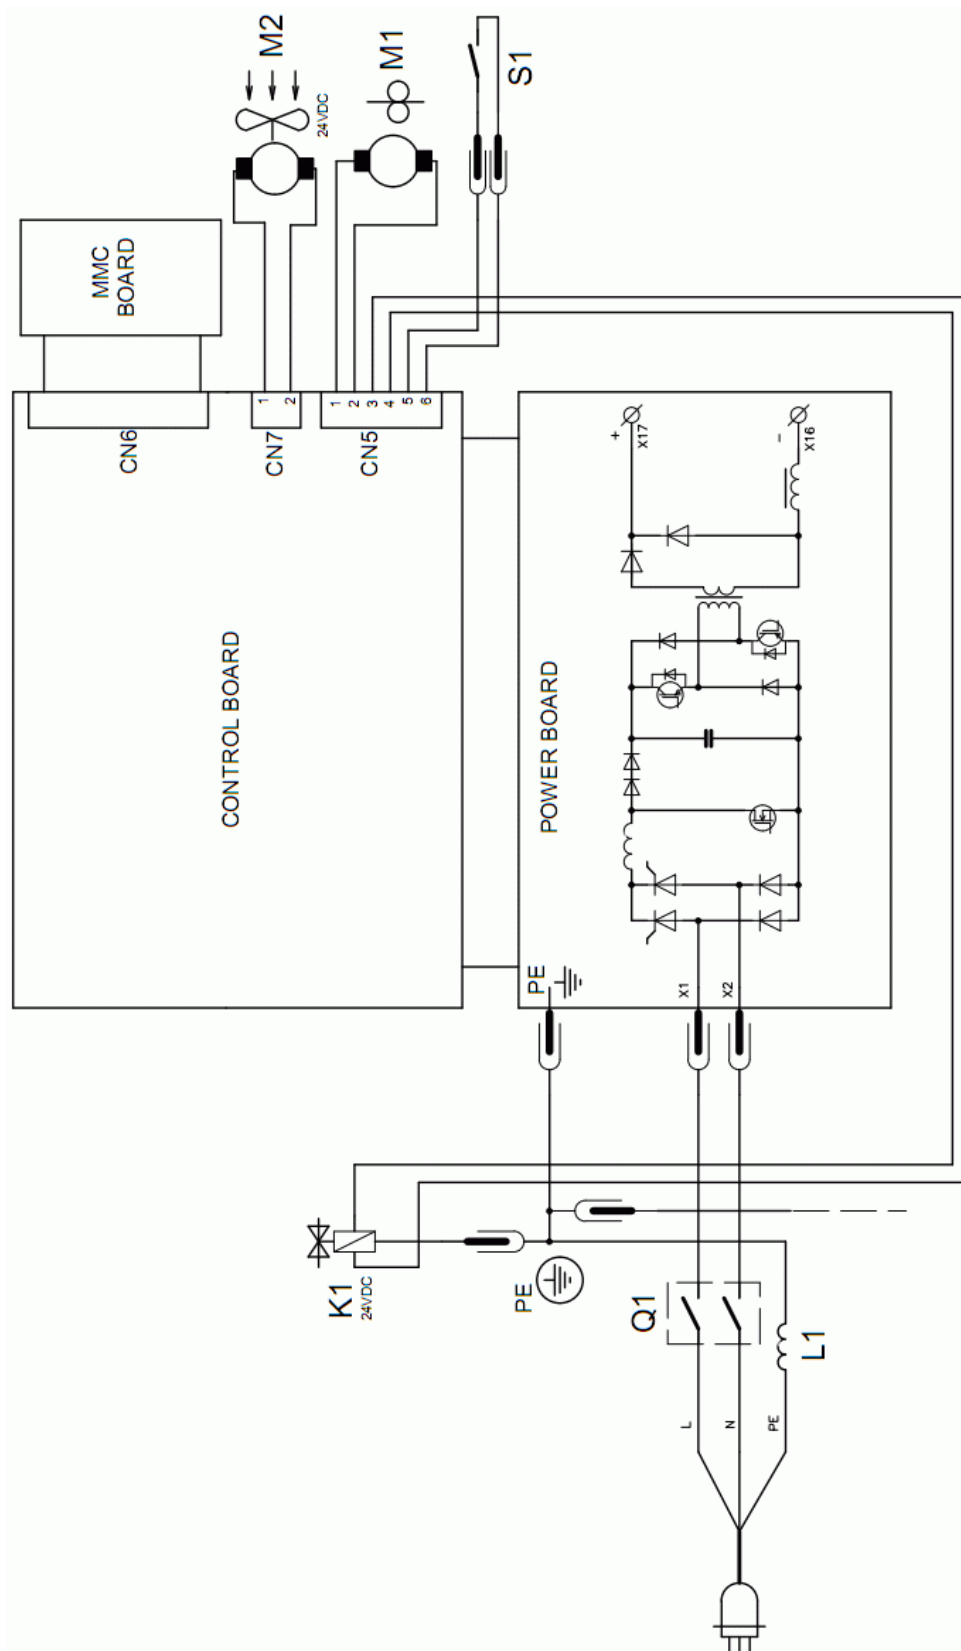 M2
24VDC
M1
S1
MMC
BOARD
CN6
1
2
CN7
1
2
3
4
5
6
CN5
CONTROL BOARD
POWER BOARD
+
X17
–
X16
PE
X1
X2
K1
24VDC
PE
Q1
L1
L
N
PE